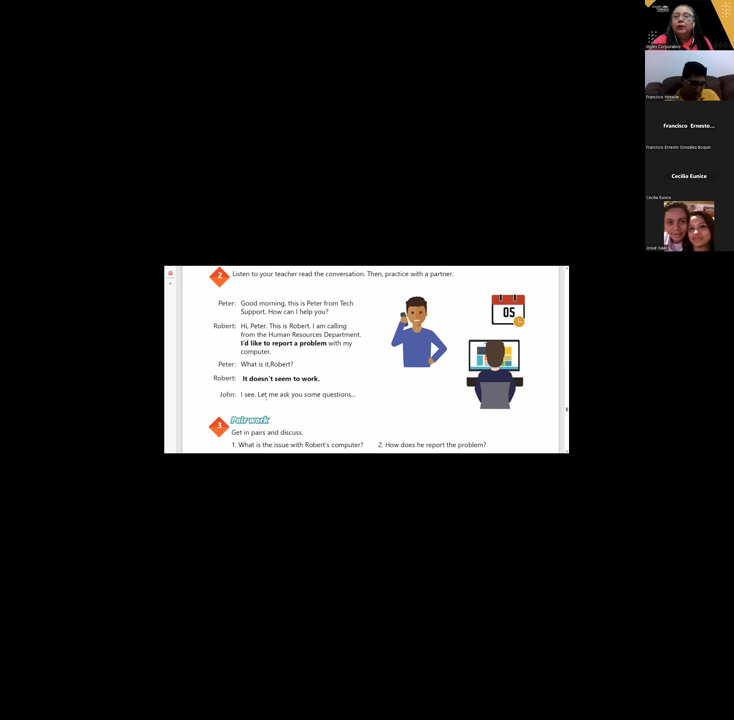 Ingles Corporativo
Francisco Himede
Francisco Ernesto...
Francisco Ernesto González Boquin
Cecilia Eunice
Cecilia Eunice
2 Listen to your teacher read the conversation. Then, practice with a partner.
Peter: Good morning, this is Peter from Tech
Support. How can I help you?
Robert: Hi, Peter. This is Robert. I am calling
from the Human Resources Department.
I'd like to report a problem with my
computer.
Peter: What is it,Robert?
Robert: It doesn't seem to work.
John: I see. Let me ask you some questions...
05
3 Pair work
Get in pairs and discuss.
1. What is the issue with Robert's computer? 2. How does he report the problem?